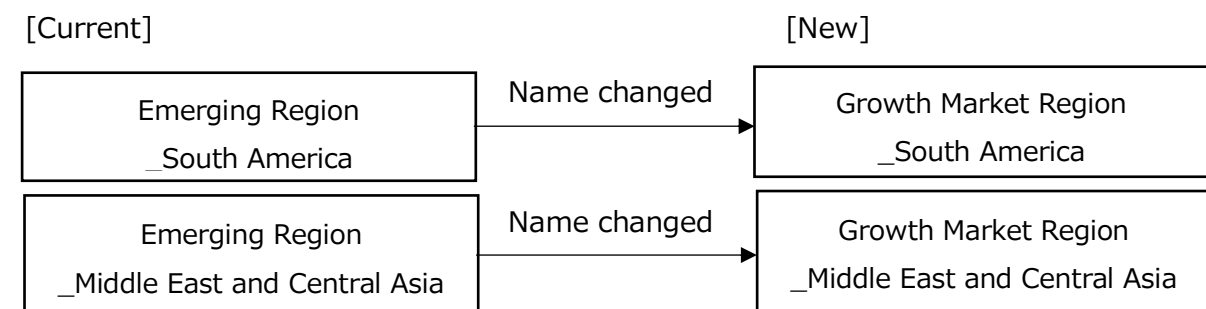 [Current]
[New]
Emerging Region
_South America
Name changed
Growth Market Region
_South America
Emerging Region
_Middle East and Central Asia
Name changed
Growth Market Region
_Middle East and Central Asia